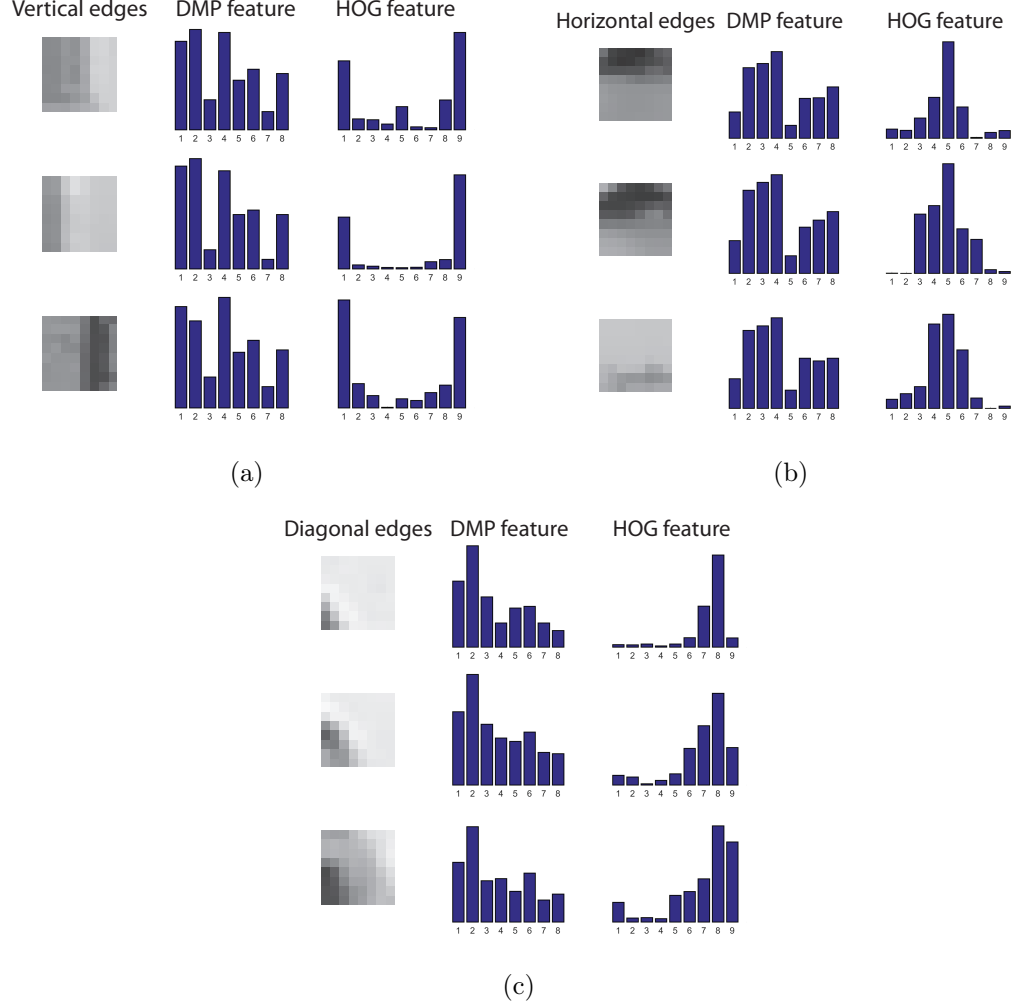 Vertical edges DMP feature HOG feature
1 2 3 4 5 6 7 8 1 2 3 4 5 6 7 8 9
1 2 3 4 5 6 7 8 1 2 3 4 5 6 7 8 9
1 2 3 4 5 6 7 8 1 2 3 4 5 6 7 8 9
(a)
Horizontal edges DMP feature HOG feature
1 2 3 4 5 6 7 8 1 2 3 4 5 6 7 8 9
1 2 3 4 5 6 7 8 1 2 3 4 5 6 7 8 9
1 2 3 4 5 6 7 8 1 2 3 4 5 6 7 8 9
(b)
Diagonal edges DMP feature HOG feature
1 2 3 4 5 6 7 8 1 2 3 4 5 6 7 8 9
1 2 3 4 5 6 7 8 1 2 3 4 5 6 7 8 9
1 2 3 4 5 6 7 8 1 2 3 4 5 6 7 8 9
(c)